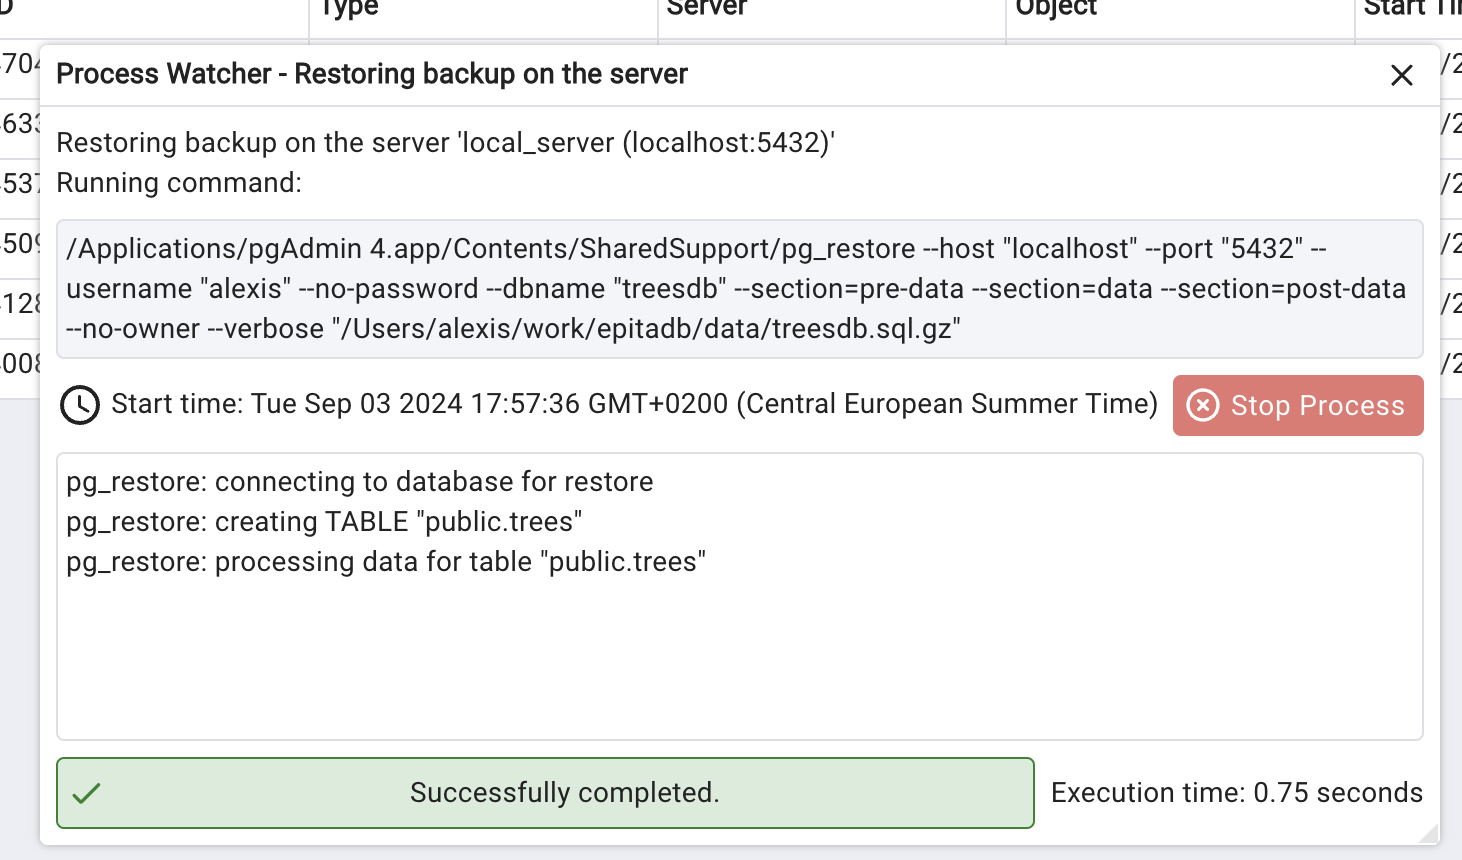 Type Server Object Start
Process Watcher - Restoring backup on the server
Restoring backup on the server 'local_server (localhost:5432)'
Running command:
/Applications/pgAdmin 4.app/Contents/SharedSupport/pg_restore --host "localhost" --port "5432" --
username "alexis" --no-password --dbname "treesdb" --section=pre-data --section=data --section=post-data
--no-owner --verbose "/Users/alexis/work/epitadb/data/treesdb.sql.gz"
Start time: Tue Sep 03 2024 17:57:36 GMT+0200 (Central European Summer Time)
Stop Process
pg_restore: connecting to database for restore
pg_restore: creating TABLE "public.trees"
pg_restore: processing data for table "public.trees"
Successfully completed.
Execution time: 0.75 seconds